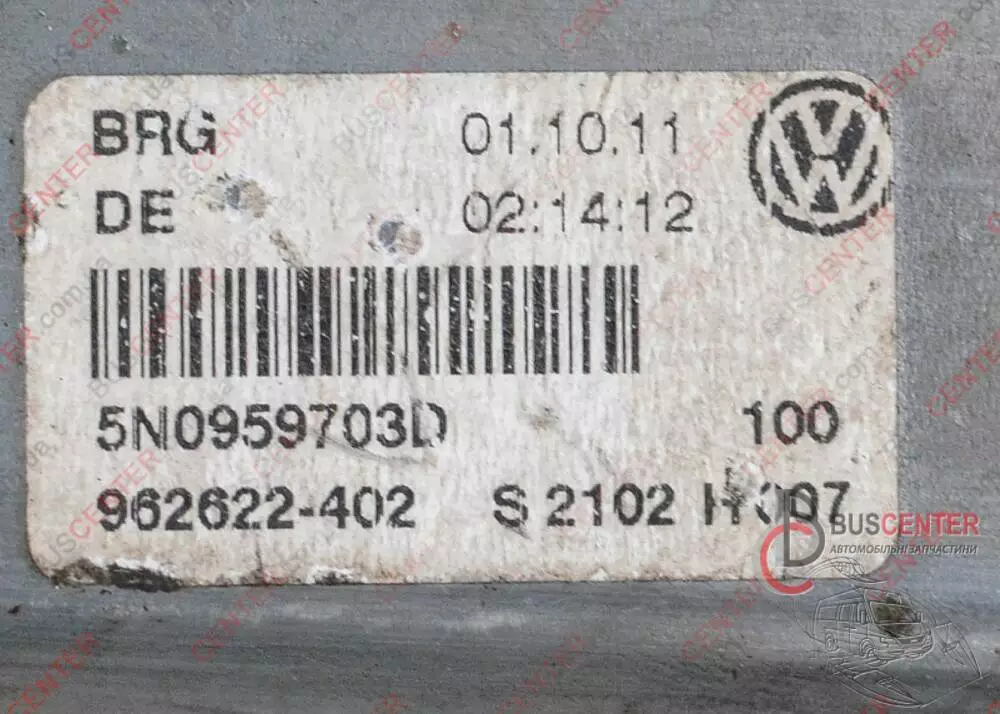 BRG 01.10.11
DE 02:14:12
5N0959703D 100
962622-402 S 2102
BUSCENTER
АВТОМОБІЛЬНІ ЗАПЧАСТИНИ